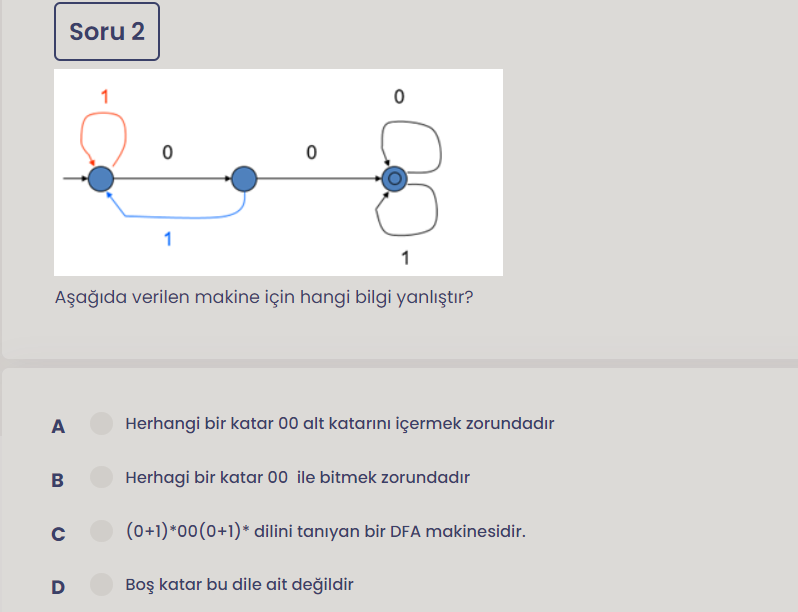 Soru 2
1
0
0
0
1
1
Aşağıda verilen makine için hangi bilgi yanlıştır?
A Herhangi bir katar 00 alt katarını içermek zorundadır
B Herhagi bir katar 00 ile bitmek zorundadır
C (0+1)*00(0+1)* dilini tanıyan bir DFA makinesidir.
D Boş katar bu dile ait değildir